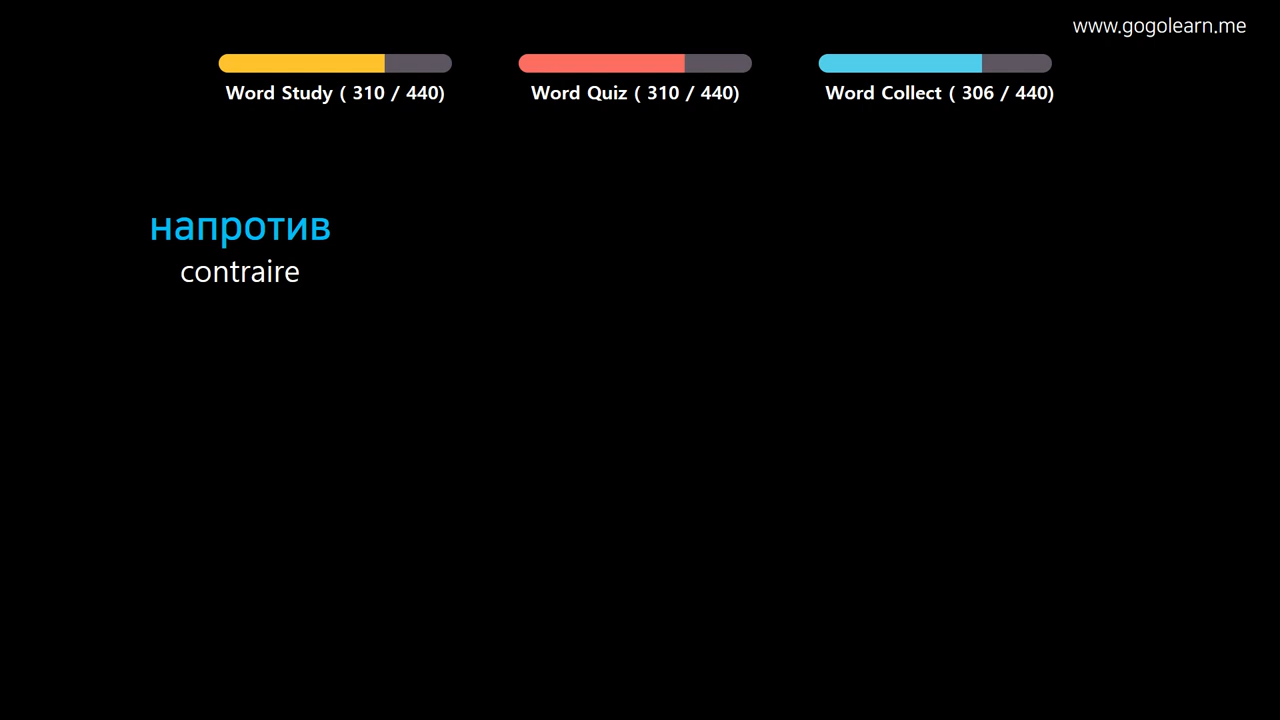 www.gogolearn.me
Word Study ( 310 / 440)
Word Quiz ( 310 / 440)
Word Collect ( 306 / 440)
напротив
contraire